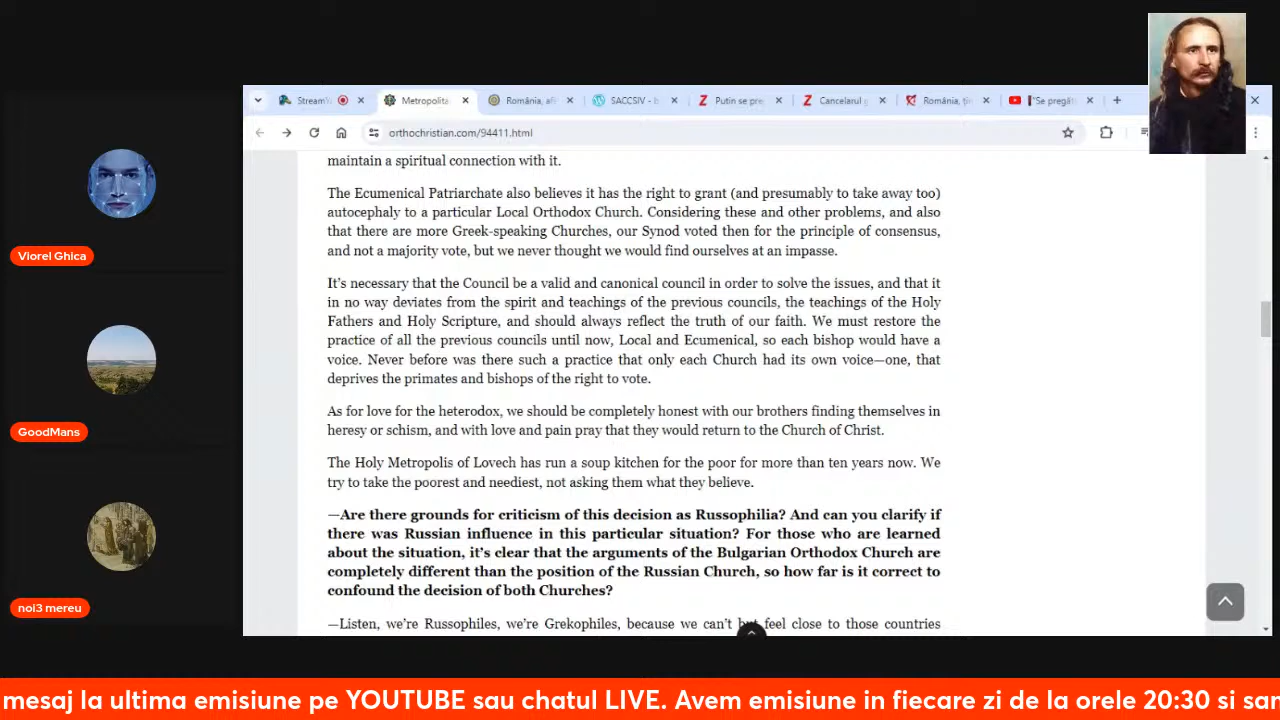 StreamY
Metropolita
România, afl
SACCSIV - b
Putin se pre
Cancelarul g
România, țin
"Se pregăt
orthochristian.com/94411.html
maintain a spiritual connection with it.
The Ecumenical Patriarchate also believes it has the right to grant (and presumably to take away too)
autocephaly to a particular Local Orthodox Church. Considering these and other problems, and also
that there are more Greek-speaking Churches, our Synod voted then for the principle of consensus,
and not a majority vote, but we never thought we would find ourselves at an impasse.
It's necessary that the Council be a valid and canonical council in order to solve the issues, and that it
in no way deviates from the spirit and teachings of the previous councils, the teachings of the Holy
Fathers and Holy Scripture, and should always reflect the truth of our faith. We must restore the
practice of all the previous councils until now, Local and Ecumenical, so each bishop would have a
voice. Never before was there such a practice that only each Church had its own voice—one, that
deprives the primates and bishops of the right to vote.
As for love for the heterodox, we should be completely honest with our brothers finding themselves in
heresy or schism, and with love and pain pray that they would return to the Church of Christ.
The Holy Metropolis of Lovech has run a soup kitchen for the poor for more than ten years now. We
try to take the poorest and neediest, not asking them what they believe.
—Are there grounds for criticism of this decision as Russophilia? And can you clarify if
there was Russian influence in this particular situation? For those who are learned
about the situation, it's clear that the arguments of the Bulgarian Orthodox Church are
completely different than the position of the Russian Church, so how far is it correct to
confound the decision of both Churches?
—Listen, we're Russophiles, we're Grekophiles, because we can't but feel close to those countries
Viorel Ghica
GoodMans
noi3 mereu
mesaj la ultima emisiune pe YOUTUBE sau chatul LIVE. Avem emisiune in fiecare zi de la orele 20:30 si sam